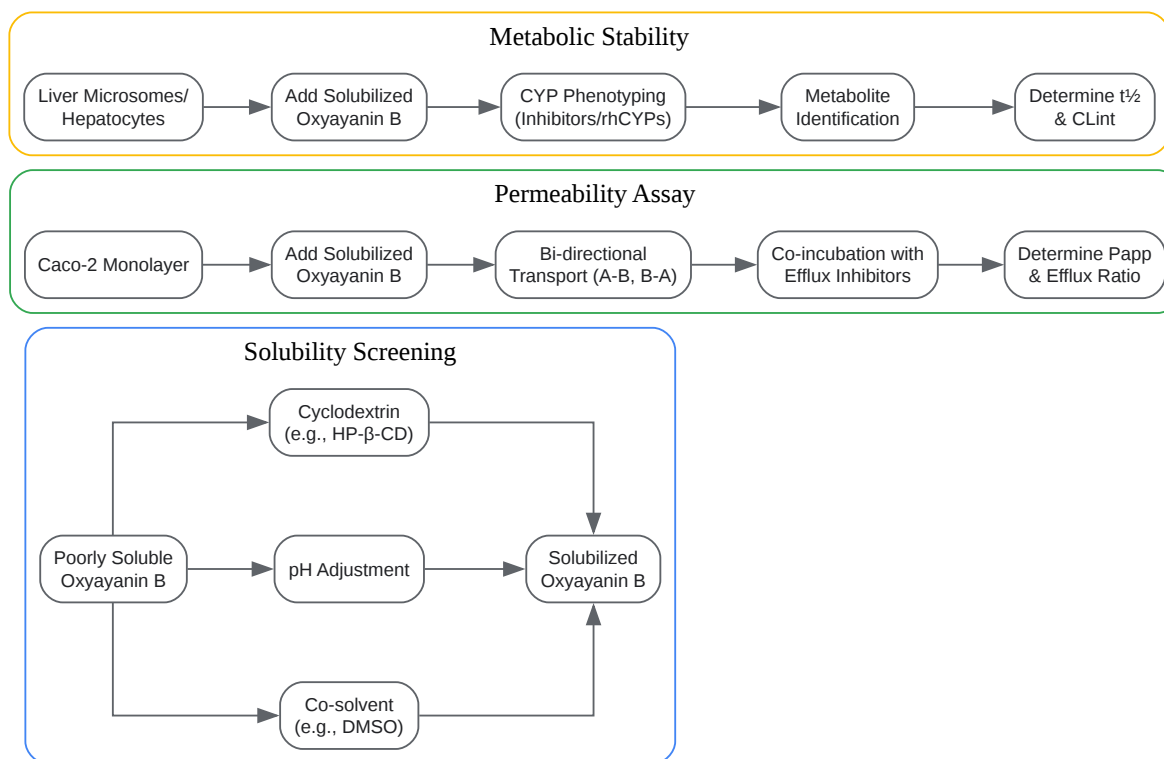 Metabolic Stability
Liver Microsomes/
Hepatocytes
Add Solubilized
Oxyayanin B
CYP Phenotyping
(Inhibitors/rhCYPs)
Metabolite
Identification
Determine t½
& CLint
Permeability Assay
Caco-2 Monolayer
Add Solubilized
Oxyayanin B
Bi-directional
Transport (A-B, B-A)
Co-incubation with
Efflux Inhibitors
Determine Papp
& Efflux Ratio
Solubility Screening
Cyclodextrin
(e.g., HP-β-CD)
Poorly Soluble
Oxyayanin B
pH Adjustment
Solubilized
Oxyayanin B
Co-solvent
(e.g., DMSO)